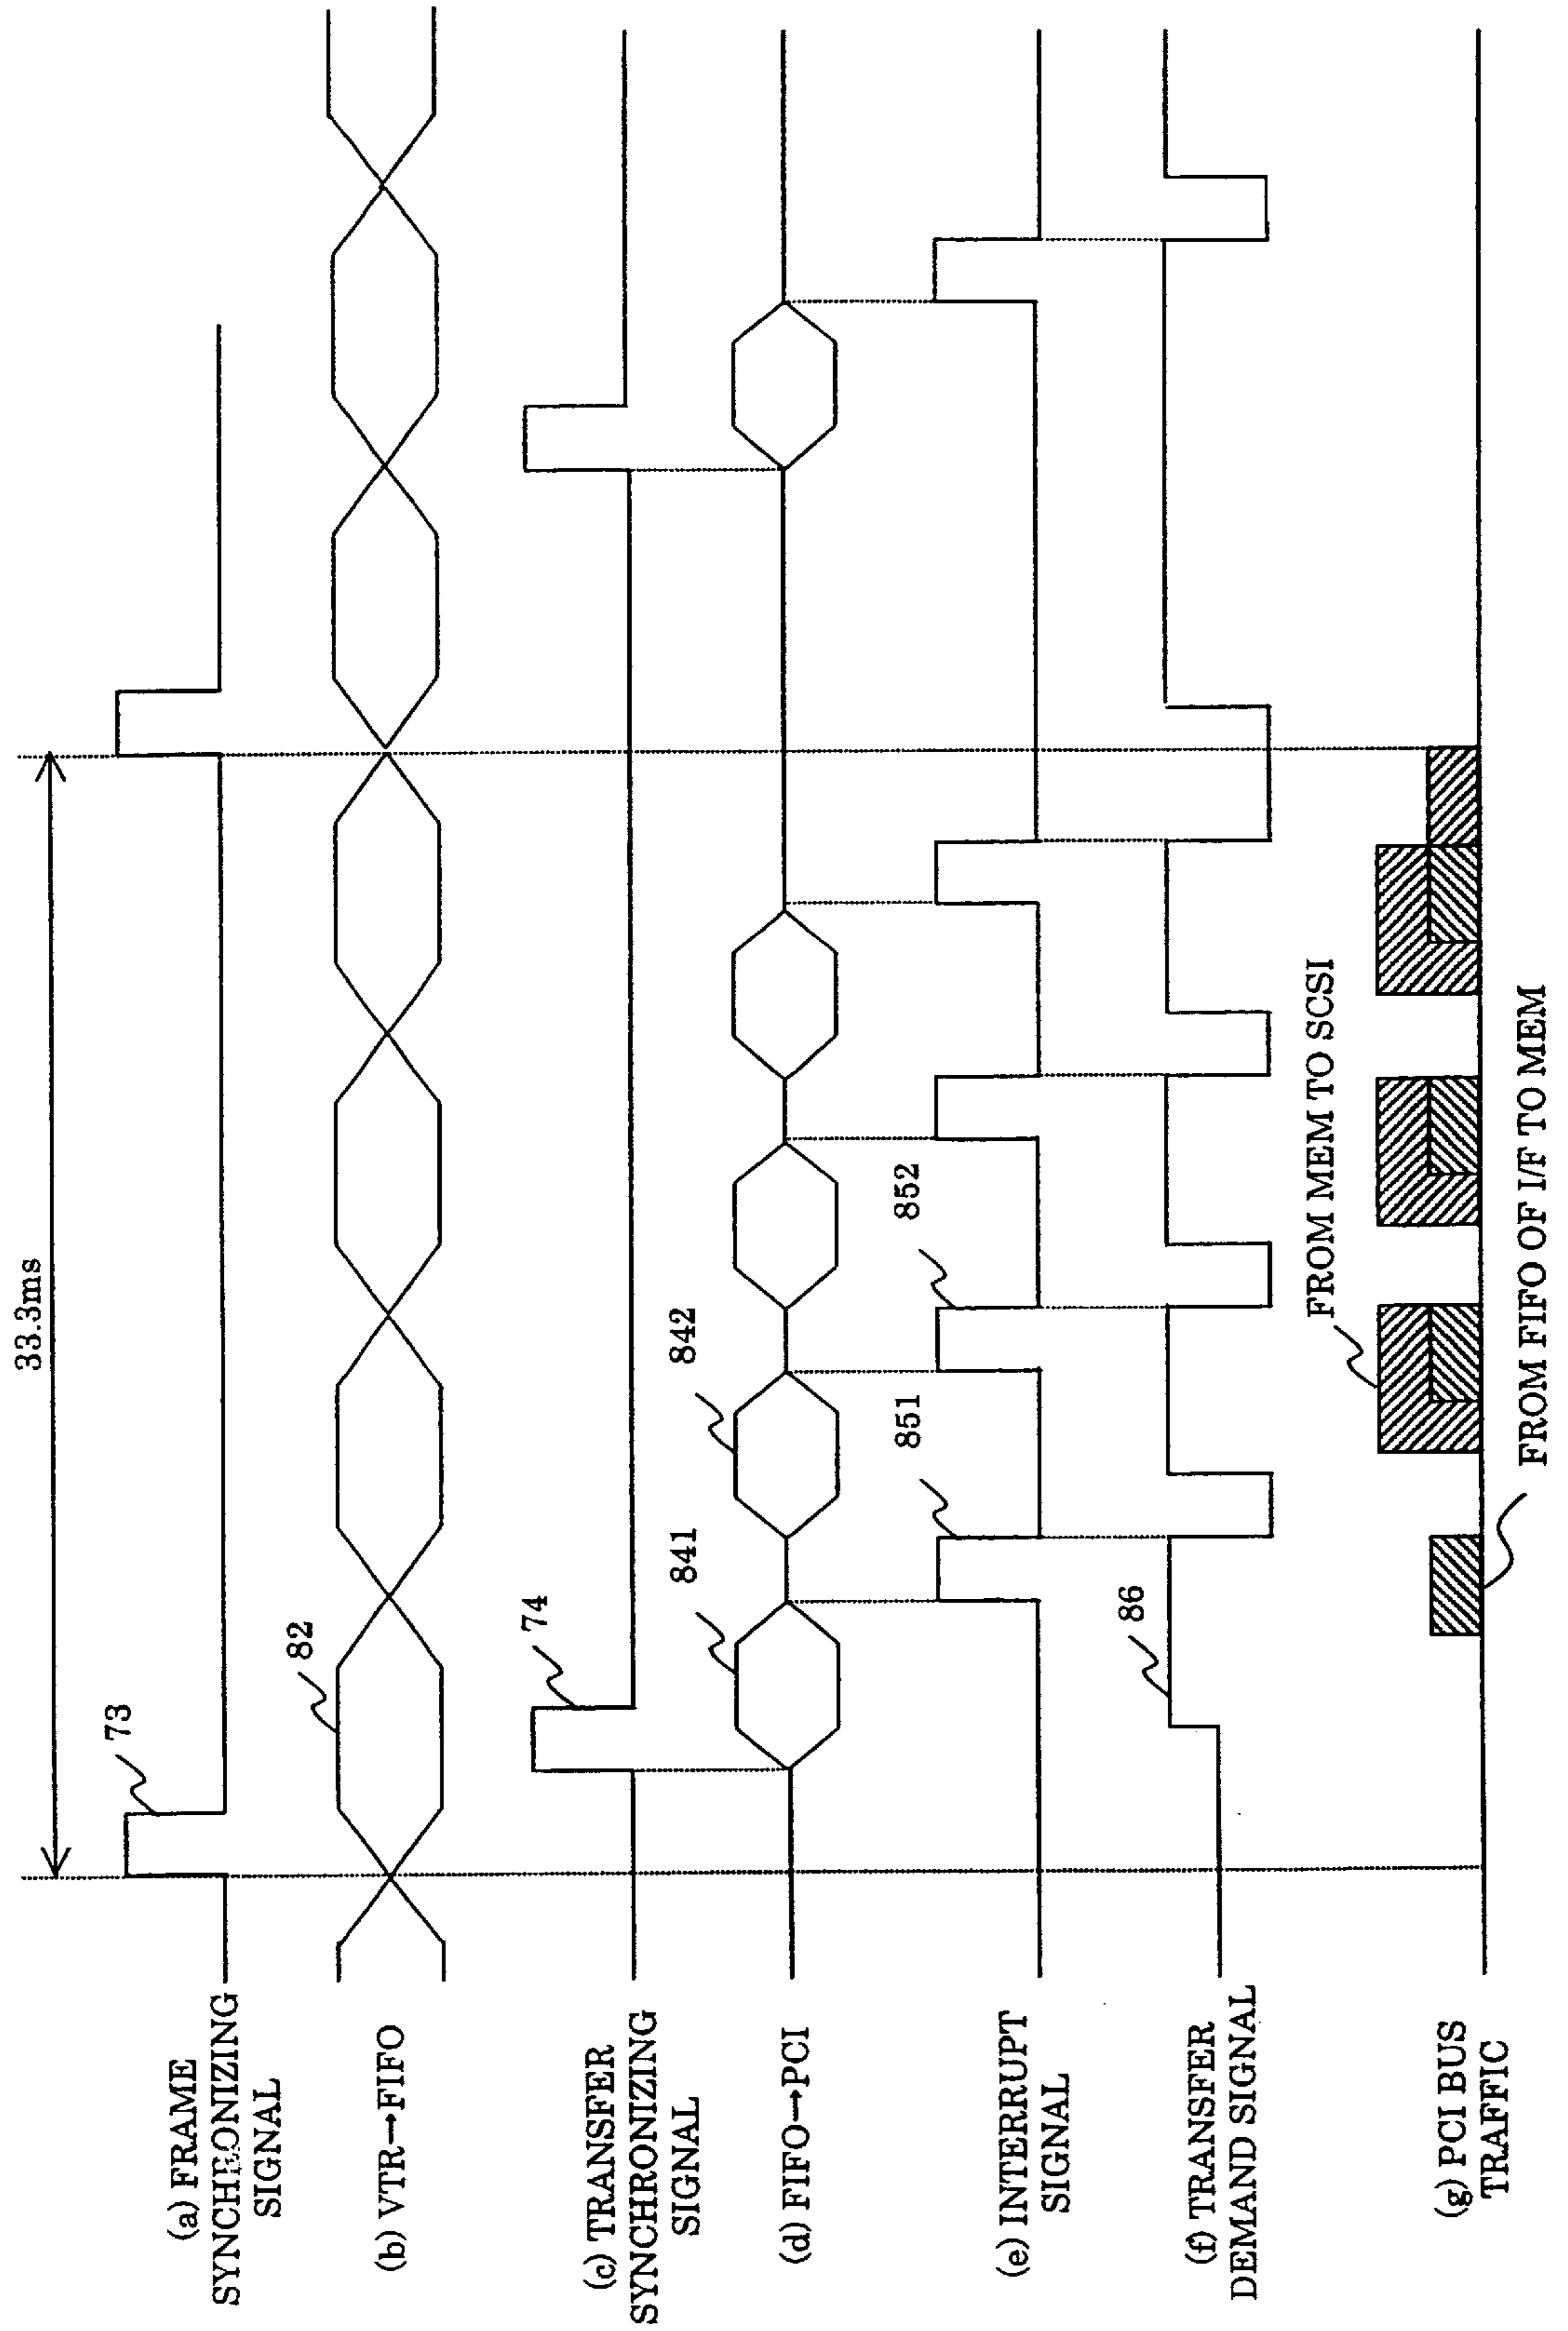 33.3ms
73
(a) FRAME
SYNCHRONIZING
SIGNAL
82
(b) VTR→FIFO
74
(c) TRANSFER
SYNCHRONIZING
SIGNAL
841
842
(d) FIFO→PCI
851
852
(e) INTERRUPT
SIGNAL
86
(f) TRANSFER
DEMAND SIGNAL
FROM MEM TO SCSI
(g) PCI BUS
TRAFFIC
FROM FIFO OF I/F TO MEM